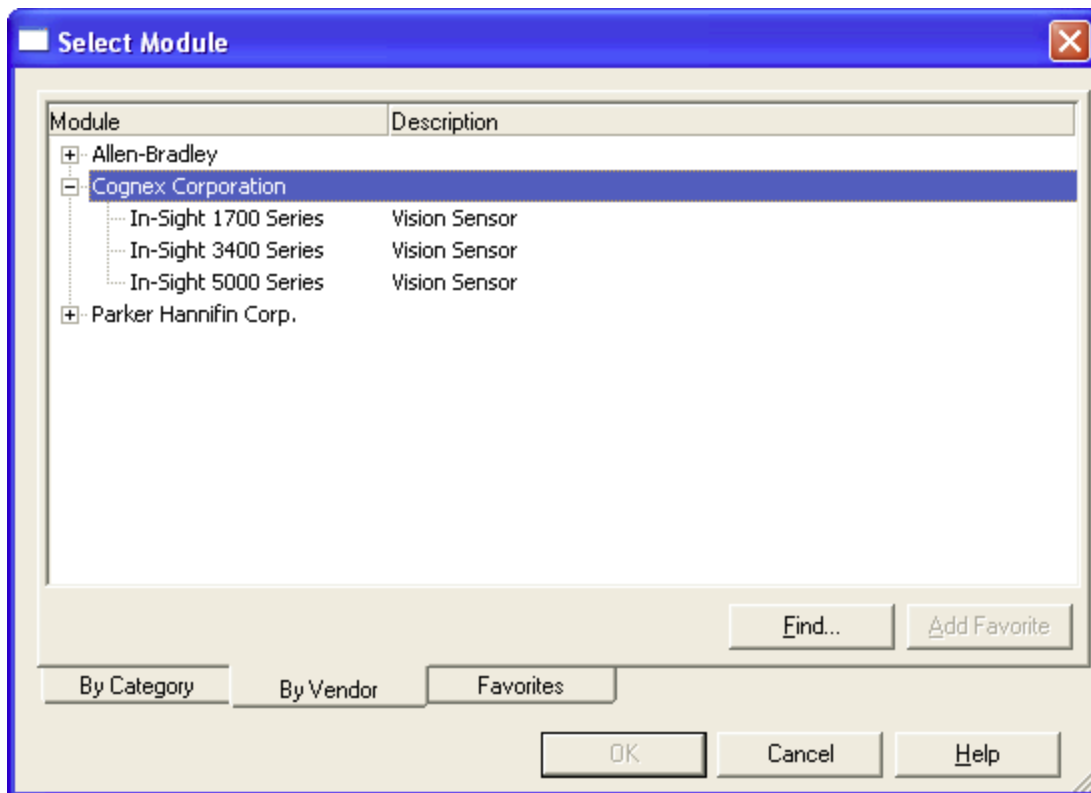 Select Module
Module Description
Allen-Bradley
Cognex Corporation
In-Sight 1700 Series Vision Sensor
In-Sight 3400 Series Vision Sensor
In-Sight 5000 Series Vision Sensor
Parker Hannifin Corp.
Find... Add Favorite
By Category By Vendor Favorites
OK Cancel Help